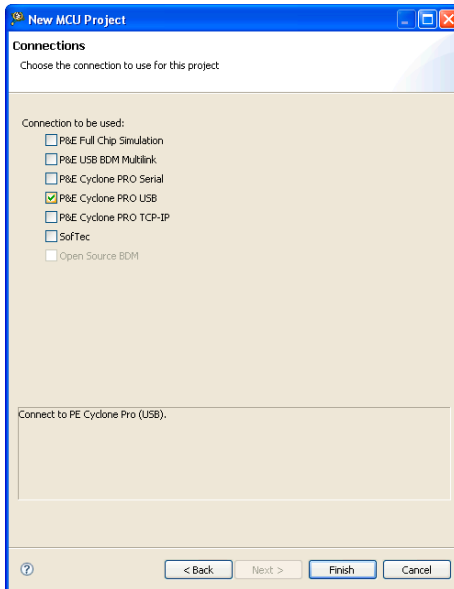 New MCU Project
Connections
Choose the connection to use for this project
Connection to be used:
P&E Full Chip Simulation
P&E USB BDM Multilink
P&E Cyclone PRO Serial
P&E Cyclone PRO USB
P&E Cyclone PRO TCP-IP
SofTec
Open Source BDM
Connect to PE Cyclone Pro (USB).
? < Back Next > Finish Cancel